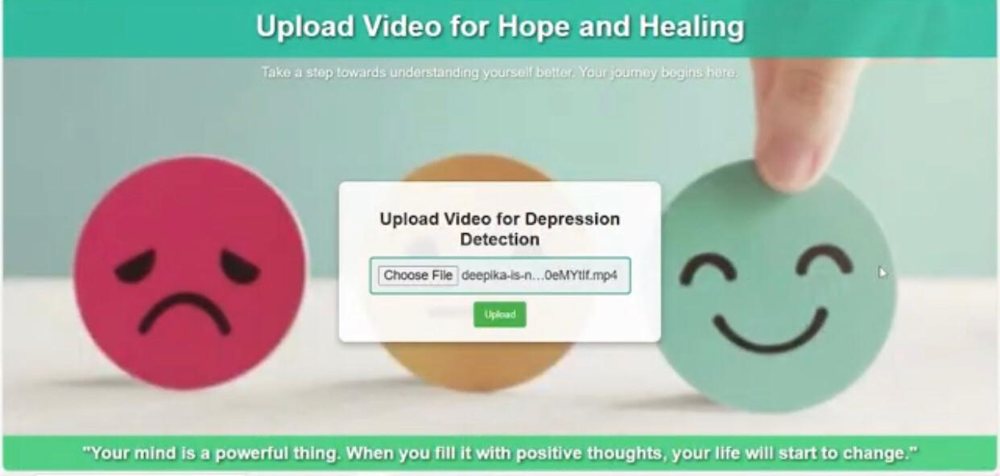 Upload Video for Hope and Healing
Take a step towards understanding yourself better. Your journey begins here.
Upload Video for Depression
Detection
Choose File deepika-is-n...0eMYtIf.mp4
Upload
"Your mind is a powerful thing. When you fill it with positive thoughts, your life will start to change."